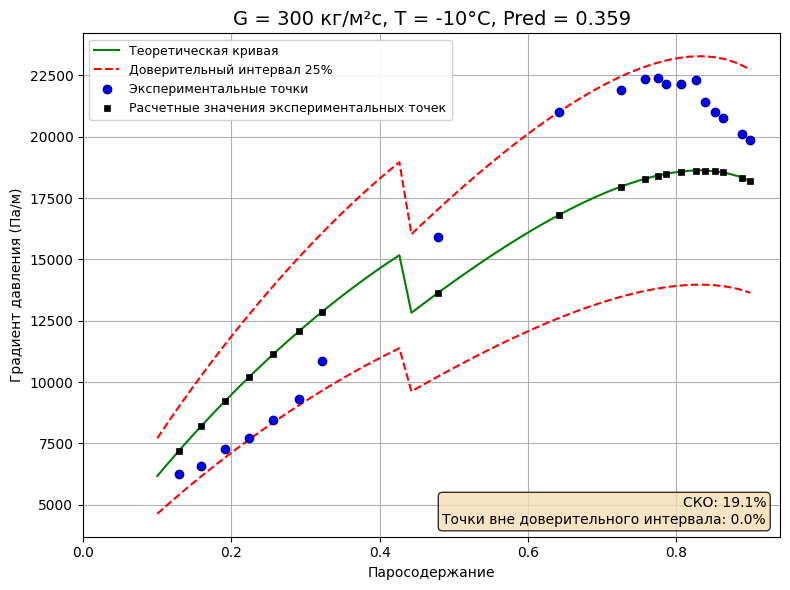 G = 300 кг/м²с, T = -10°C, Pred = 0.359
Теоретическая кривая
Доверительный интервал 25%
Экспериментальные точки
Расчетные значения экспериментальных точек
Градиент давления (Па/м)
22500
20000
17500
15000
12500
10000
7500
5000
СКО: 19.1%
Точки вне доверительного интервала: 0.0%
0.0 0.2 0.4 0.6 0.8
Паросодержание